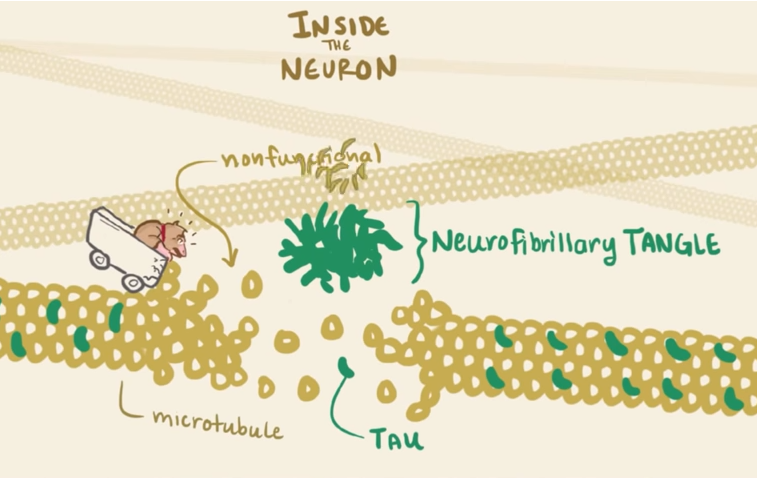 INSIDE
THE
NEURON
nonfunctional
Neurofibrillary TANGLE
microtubule
TAU